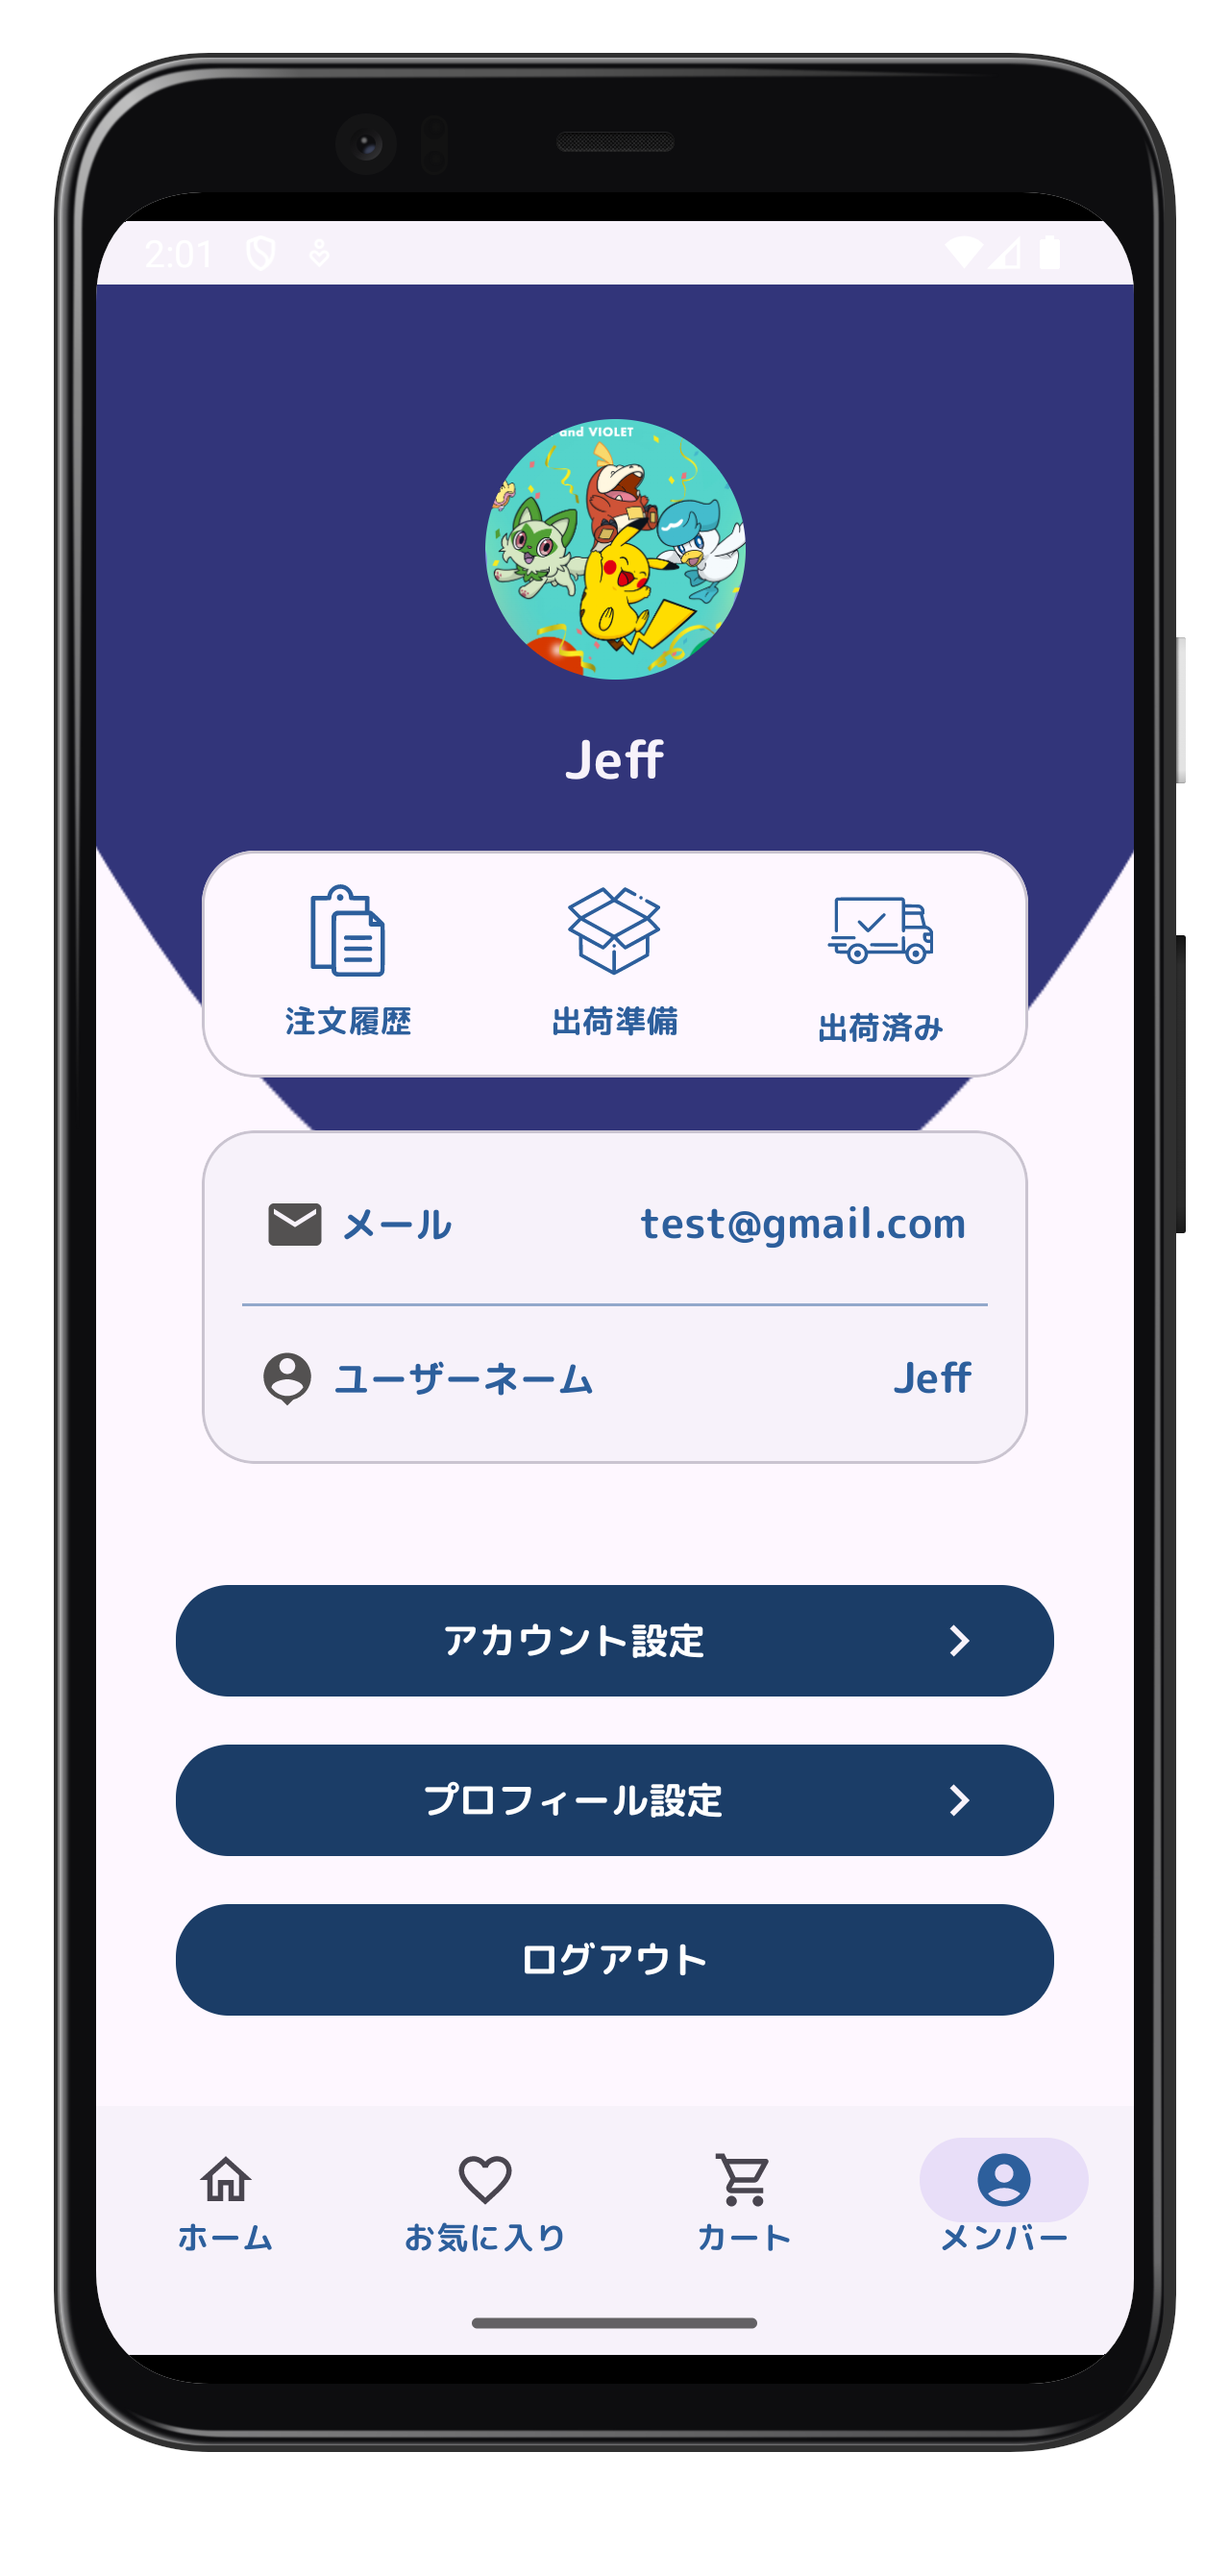 2:01
and VIOLET
Jeff
注文履歴
出荷準備
出荷済み
メール
test@gmail.com
ユーザーネーム
Jeff
アカウント設定
プロフィール設定
ログアウト
ホーム
お気に入り
カート
メンバー